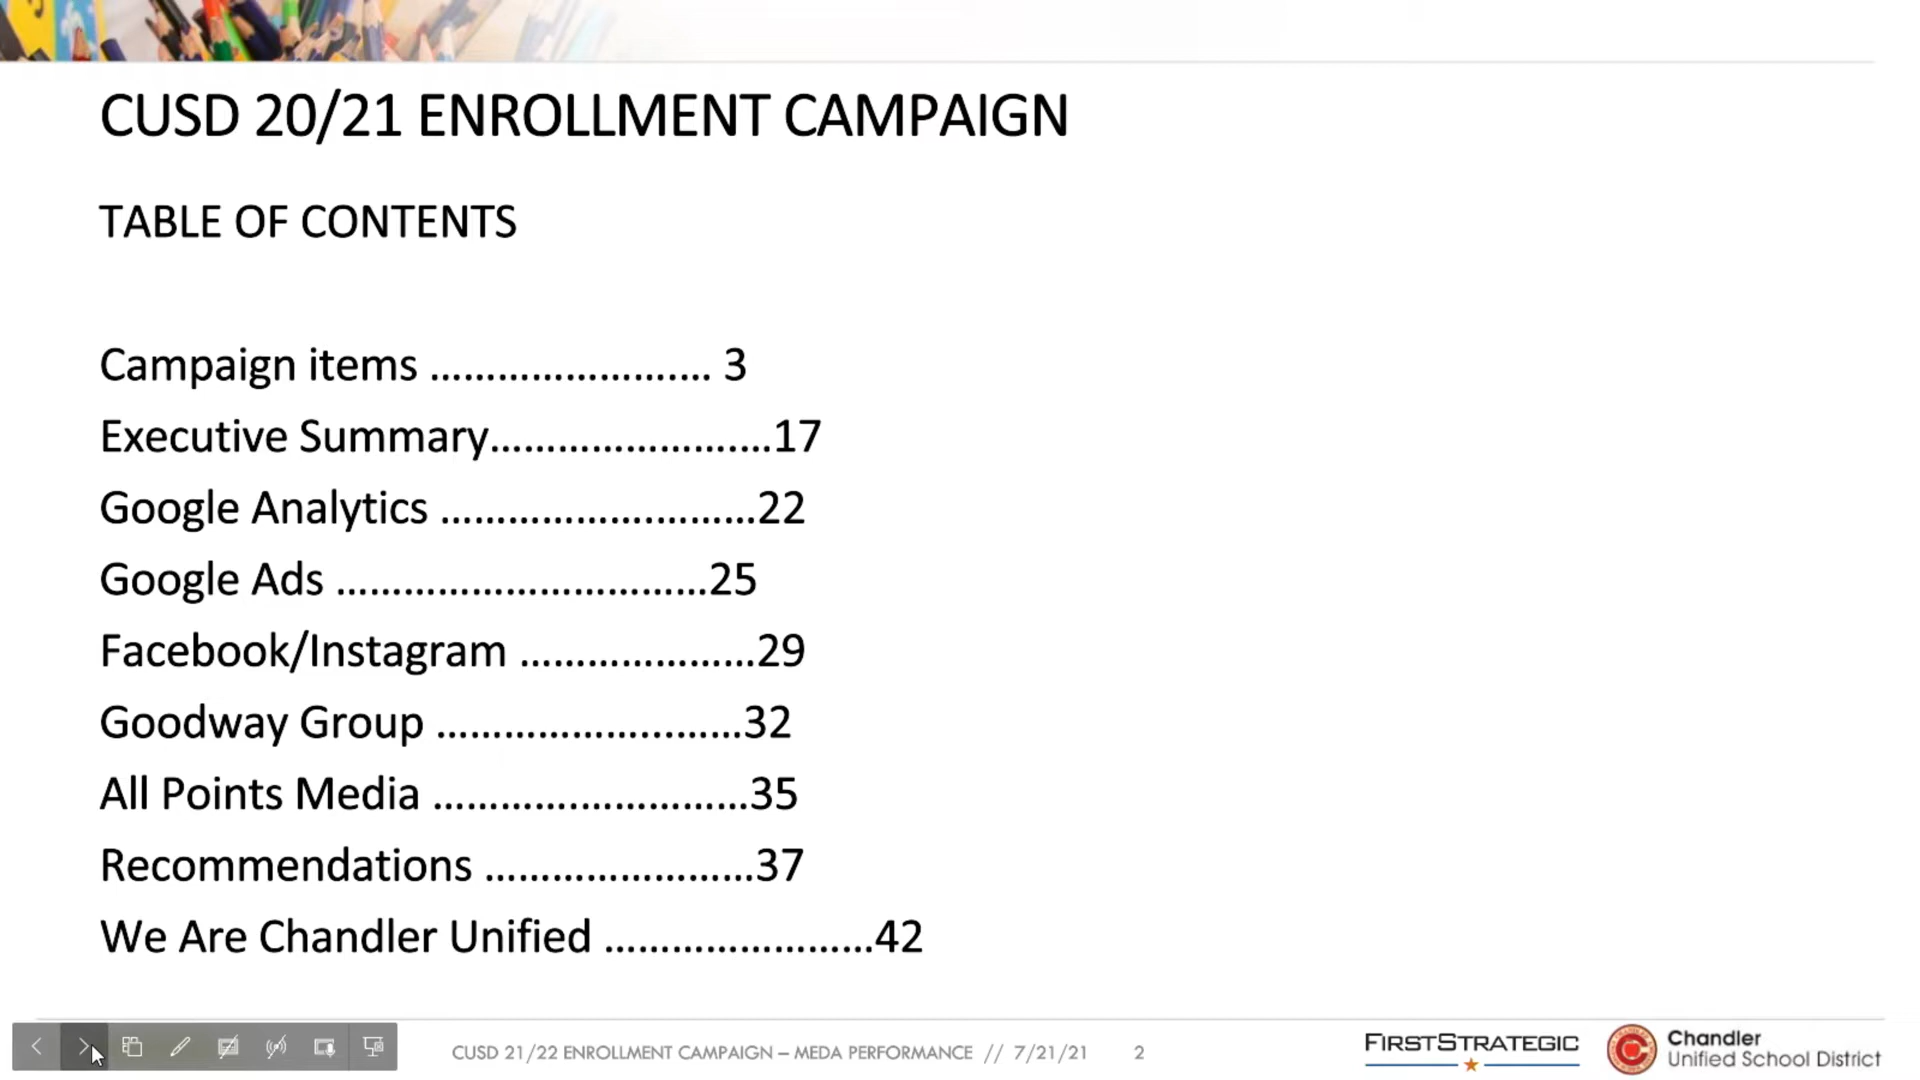 CUSD 20/21 ENROLLMENT CAMPAIGN
TABLE OF CONTENTS
Campaign items ........................... 3
Executive Summary...........................17
Google Analytics ..............................22
Google Ads ...................................25
Facebook/Instagram ......................29
Goodway Group .............................32
All Points Media ..............................35
Recommendations ..........................37
We Are Chandler Unified ..........................42
CUSD 21/22 ENROLLMENT CAMPAIGN – MEDA PERFORMANCE // 7/21/21 2
FIRSTSTRATEGIC
Chandler
Unified School District